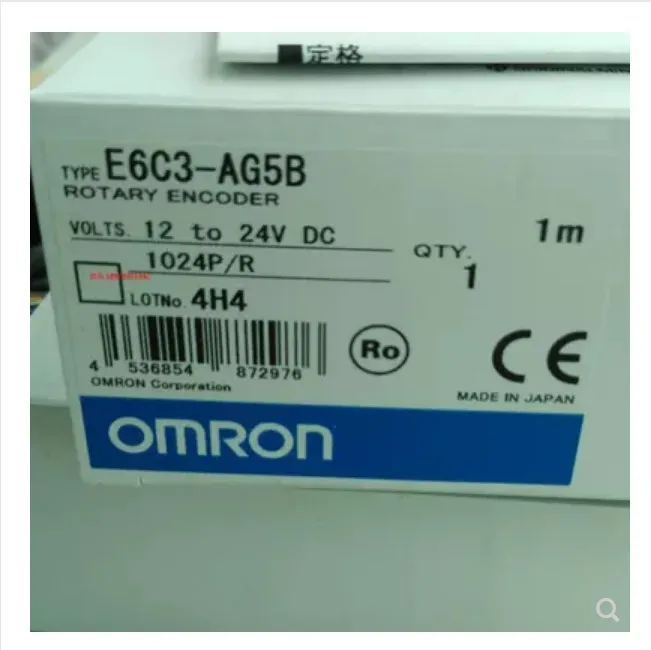 ■定格
TYPE E6C3-AG5B
ROTARY ENCODER
VOLTS. 12 to 24V DC
1m
1024P/R
QTY.
1
LOTNo. 4H4
4 536854 872976
Ro
CE
OMRON Corporation
MADE IN JAPAN
OMRON